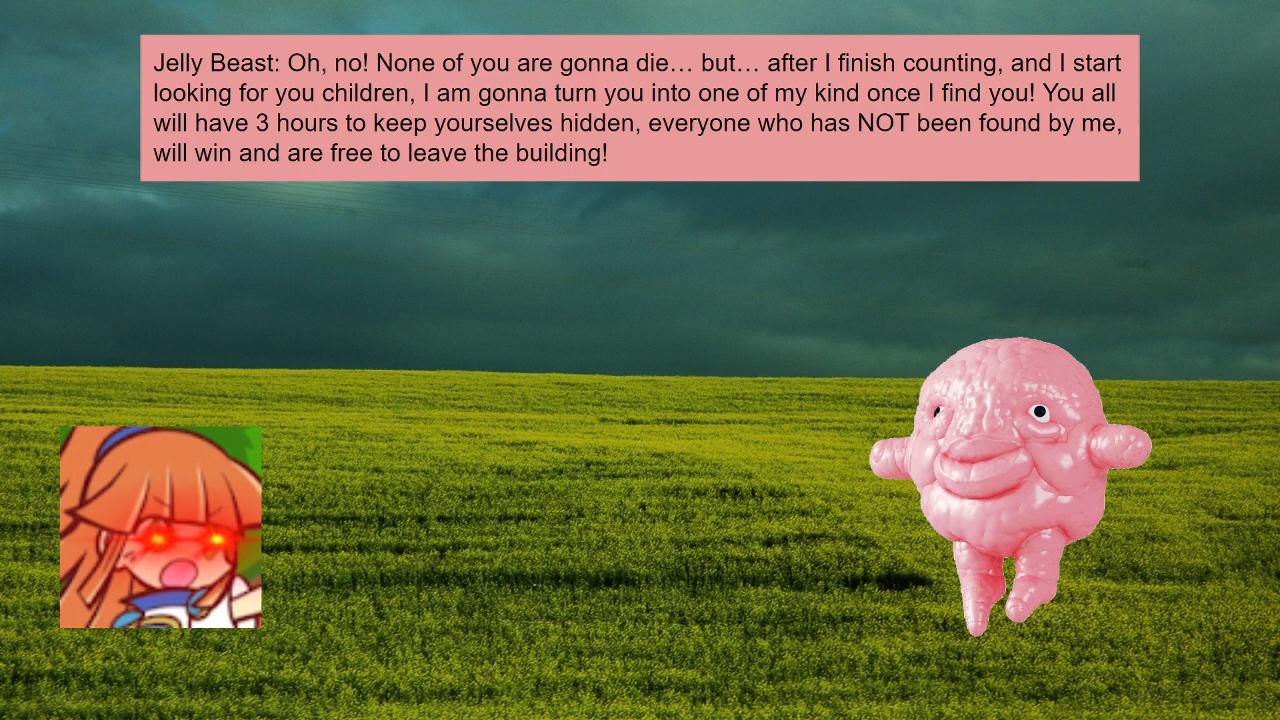 Jelly Beast: Oh, no! None of you are gonna die… but… after I finish counting, and I start
looking for you children, I am gonna turn you into one of my kind once I find you! You all
will have 3 hours to keep yourselves hidden, everyone who has NOT been found by me,
will win and are free to leave the building!